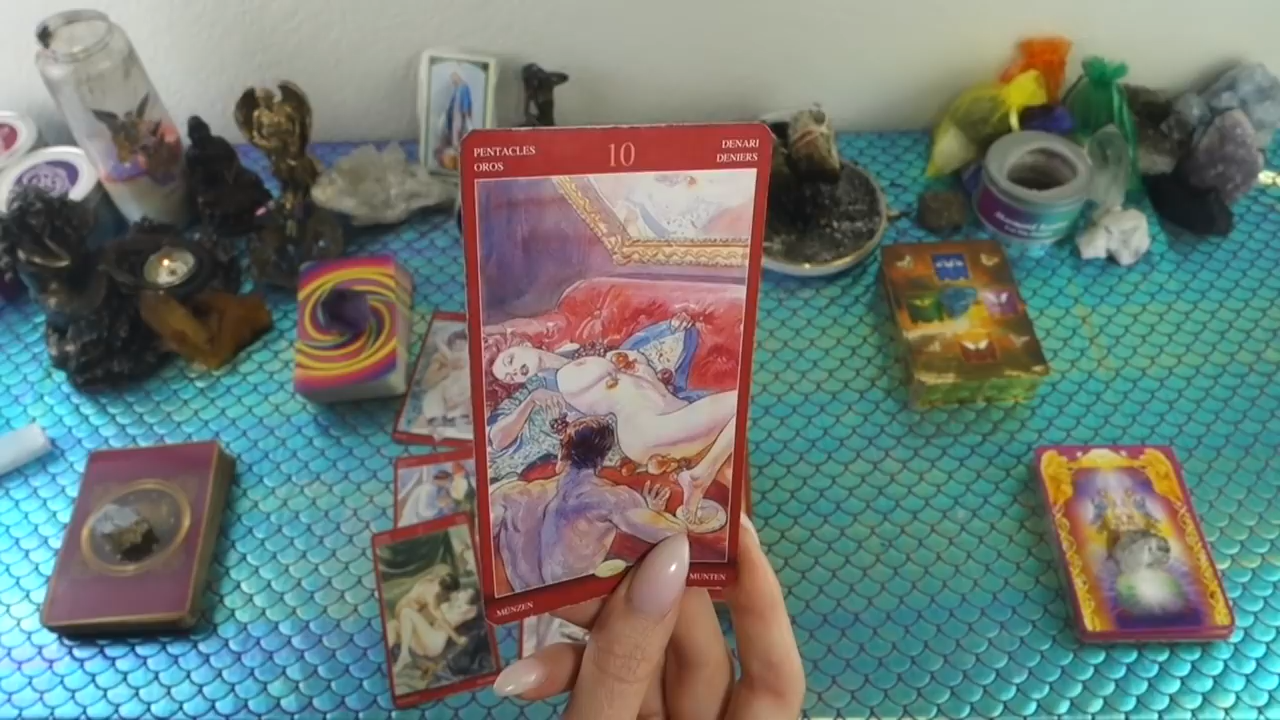 PENTACLES
OROS
10
DENARI
DENIERS
MÜNZEN
MUNTEN